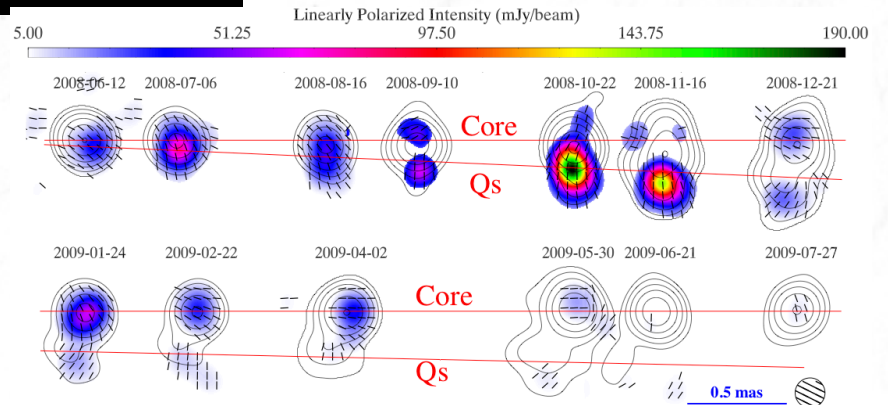 Linearly Polarized Intensity (mJy/beam)
5.00 51.25 97.50 143.75 190.00
2008-06-12 2008-07-06 2008-08-16 2008-09-10 2008-10-22 2008-11-16 2008-12-21
Core
Qs
2009-01-24 2009-02-22 2009-04-02 2009-05-30 2009-06-21 2009-07-27
Core
Qs
0.5 mas